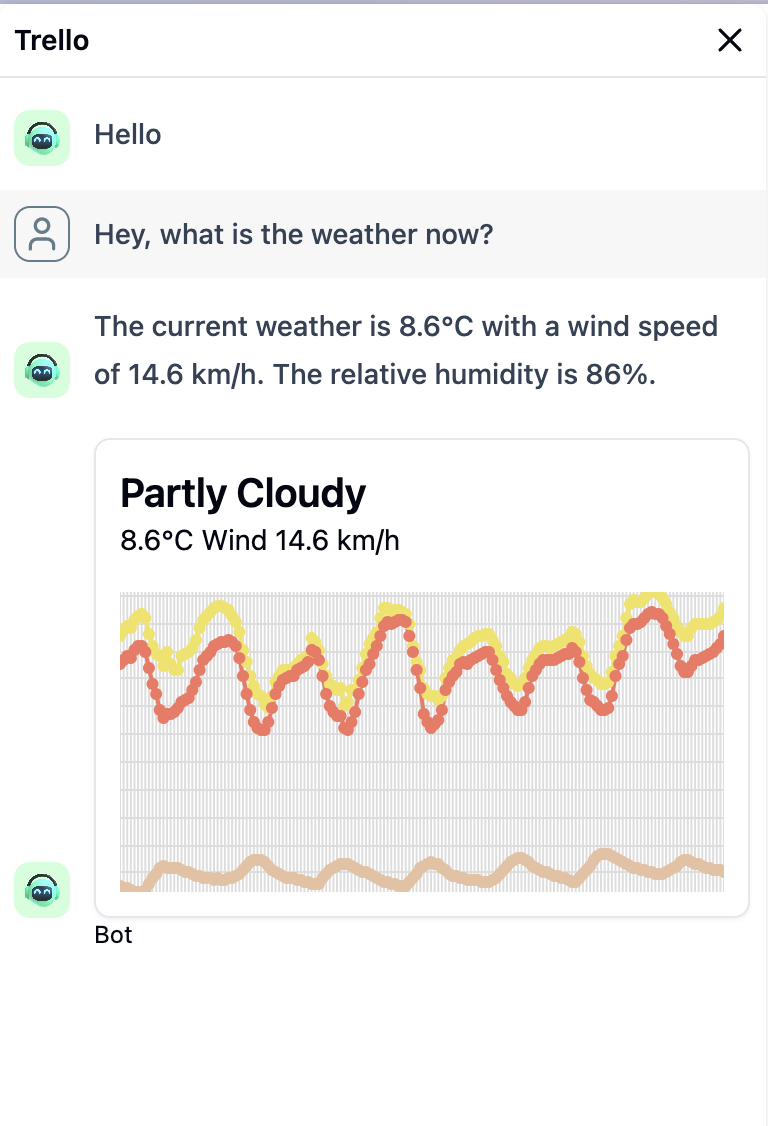 Trello
Hello
Hey, what is the weather now?
The current weather is 8.6°C with a wind speed
of 14.6 km/h. The relative humidity is 86%.
Partly Cloudy
8.6°C Wind 14.6 km/h
Bot